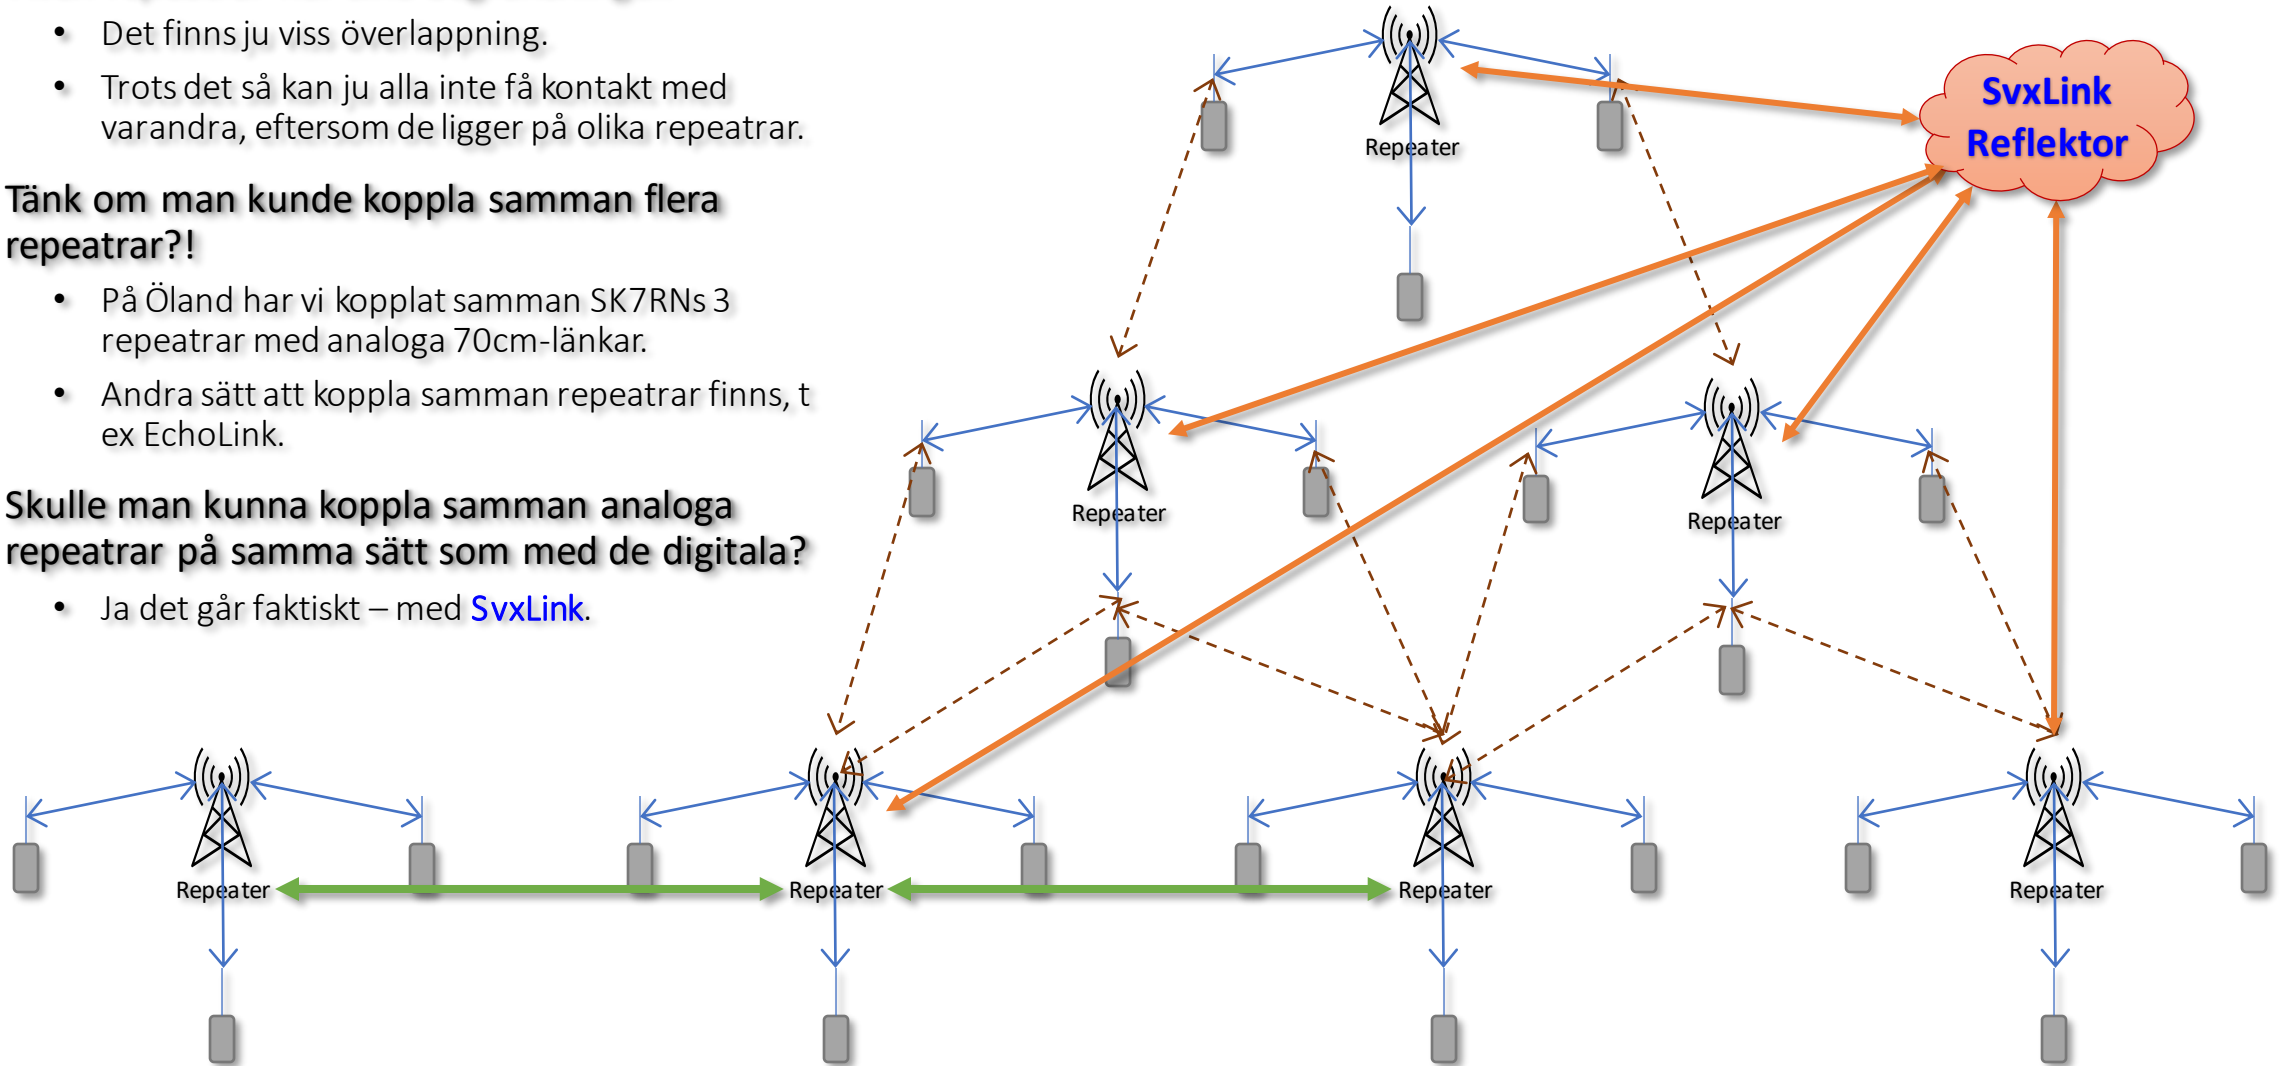 Det finns ju viss överlappning.
Trots det så kan ju alla inte få kontakt med
varandra, eftersom de ligger på olika repeatrar.
Tänk om man kunde koppla samman flera
repeatrar?!
På Öland har vi kopplat samman SK7RNs 3
repeatrar med analoga 70cm-länkar.
Andra sätt att koppla samman repeatrar finns, t
ex EchoLink.
Skulle man kunna koppla samman analoga
repeatrar på samma sätt som med de digitala?
Ja det går faktiskt – med SvxLink.
SvxLink
Reflektor
Repeater
Repeater
Repeater
Repeater
Repeater
Repeater
Repeater